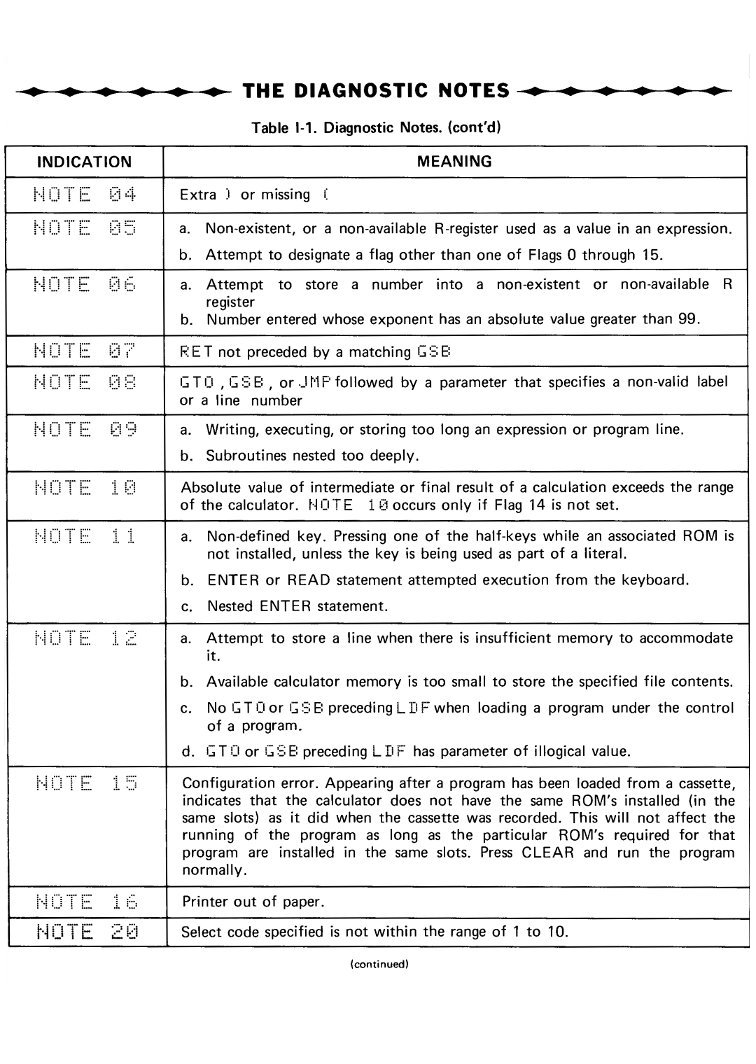 THE DIAGNOSTIC NOTES
Table I-1. Diagnostic Notes. (cont'd)
INDICATION MEANING
NOTE 04 Extra ) or missing (
NOTE 05 a. Non-existent, or a non-available R-register used as a value in an expression.
b. Attempt to designate a flag other than one of Flags 0 through 15.
NOTE 06 a. Attempt to store a number into a non-existent or non-available R
register
b. Number entered whose exponent has an absolute value greater than 99.
NOTE 07 RET not preceded by a matching GSB
NOTE 08 GTO , GSB , or JMP followed by a parameter that specifies a non-valid label
or a line number
NOTE 09 a. Writing, executing, or storing too long an expression or program line.
b. Subroutines nested too deeply.
NOTE 10 Absolute value of intermediate or final result of a calculation exceeds the range
of the calculator. NOTE 10 occurs only if Flag 14 is not set.
NOTE 11 a. Non-defined key. Pressing one of the half-keys while an associated ROM is
not installed, unless the key is being used as part of a literal.
b. ENTER or READ statement attempted execution from the keyboard.
c. Nested ENTER statement.
NOTE 12 a. Attempt to store a line when there is insufficient memory to accommodate
it.
b. Available calculator memory is too small to store the specified file contents.
c. No GTO or GSB preceding LDF when loading a program under the control
of a program.
d. GTO or GSB preceding LDF has parameter of illogical value.
NOTE 15 Configuration error. Appearing after a program has been loaded from a cassette,
indicates that the calculator does not have the same ROM's installed (in the
same slots) as it did when the cassette was recorded. This will not affect the
running of the program as long as the particular ROM's required for that
program are installed in the same slots. Press CLEAR and run the program
normally.
NOTE 16 Printer out of paper.
NOTE 20 Select code specified is not within the range of 1 to 10.
(continued)